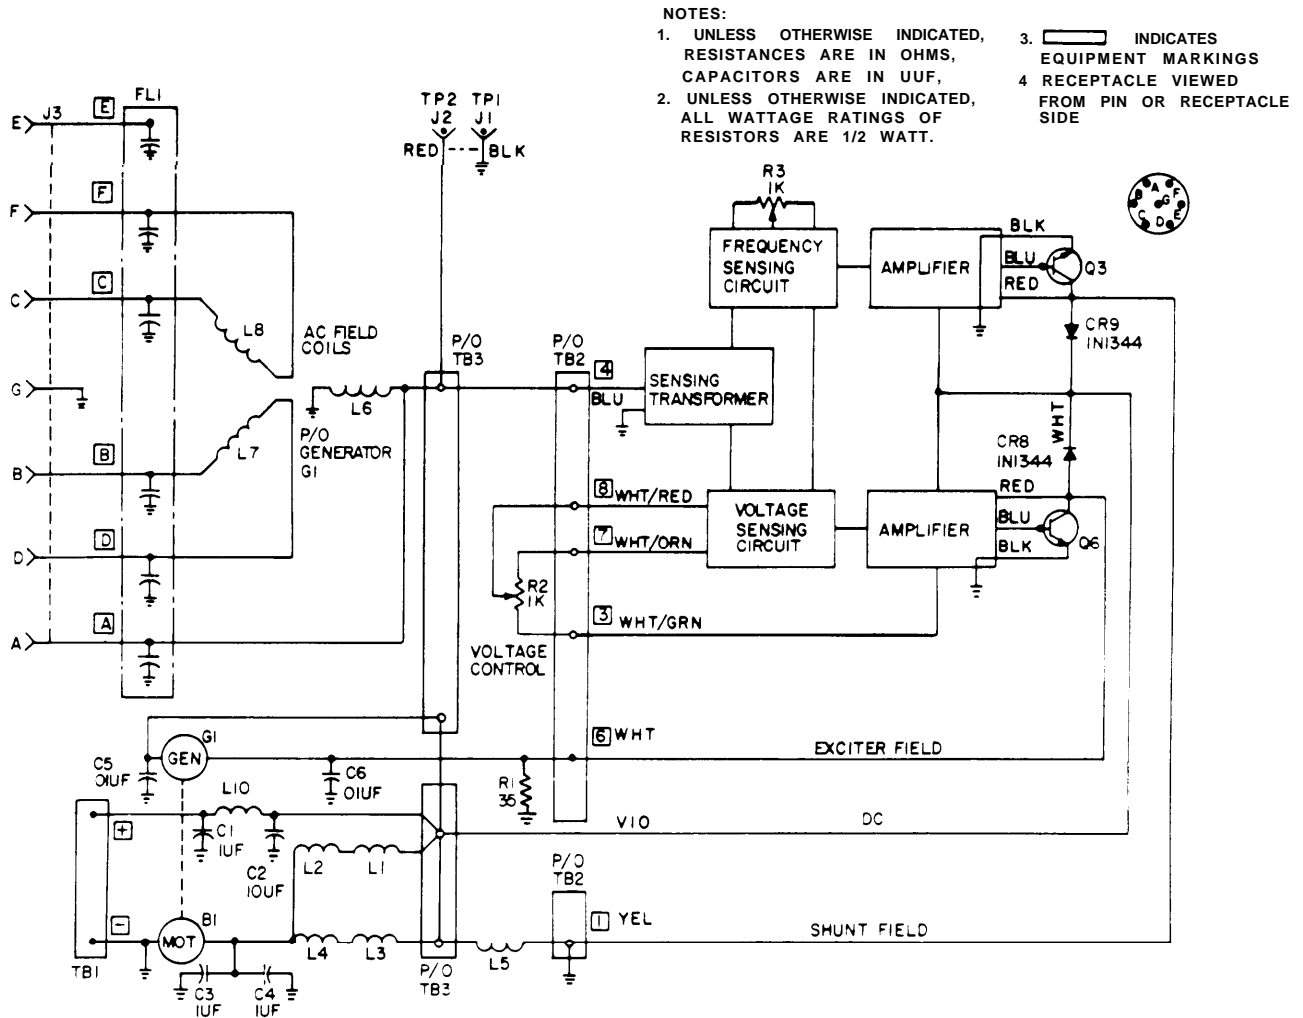 NOTES:
1. UNLESS OTHERWISE INDICATED,
RESISTANCES ARE IN OHMS,
CAPACITORS ARE IN UUF,
2. UNLESS OTHERWISE INDICATED,
ALL WATTAGE RATINGS OF
RESISTORS ARE 1/2 WATT.
3. INDICATES
EQUIPMENT MARKINGS
4 RECEPTACLE VIEWED
FROM PIN OR RECEPTACLE
SIDE
J3
FL1
E
E
F
F
C
C
G
B
B
D
D
A
A
TP2
J2
TP1
J1
RED
BLK
L8
AC FIELD
COILS
L7
P/O
GENERATOR
G1
L6
P/O
TB3
P/O
TB2
4
BLU
SENSING
TRANSFORMER
R3
1K
FREQUENCY
SENSING
CIRCUIT
AMPLIFIER
BLK
BLU
RED
Q3
CR9
IN1344
WHT
CR8
IN1344
RED
BLU
BLK
Q6
A
B
C
D
E
F
G
8
WHT/RED
7
WHT/ORN
VOLTAGE
SENSING
CIRCUIT
AMPLIFIER
R2
1K
3
WHT/GRN
VOLTAGE
CONTROL
6
WHT
EXCITER FIELD
G1
GEN
C5
.01UF
C6
.01UF
R1
35
L10
+
C1
1UF
C2
10UF
V10
DC
L2
L1
-
B1
MOT
TB1
C3
1UF
C4
1UF
L4
L3
P/O
TB3
L5
P/O
TB2
1
YEL
SHUNT FIELD